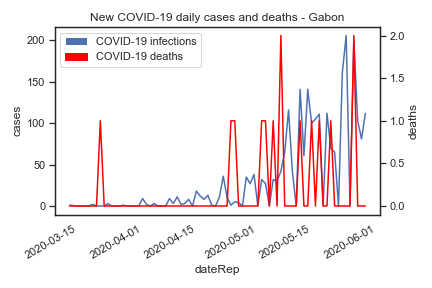 New COVID-19 daily cases and deaths - Gabon
COVID-19 infections
COVID-19 deaths
200
150
100
50
0
cases
2.0
1.5
1.0
0.5
0.0
deaths
2020-03-15
2020-04-01
2020-04-15
2020-05-01
2020-05-15
2020-06-01
dateRep